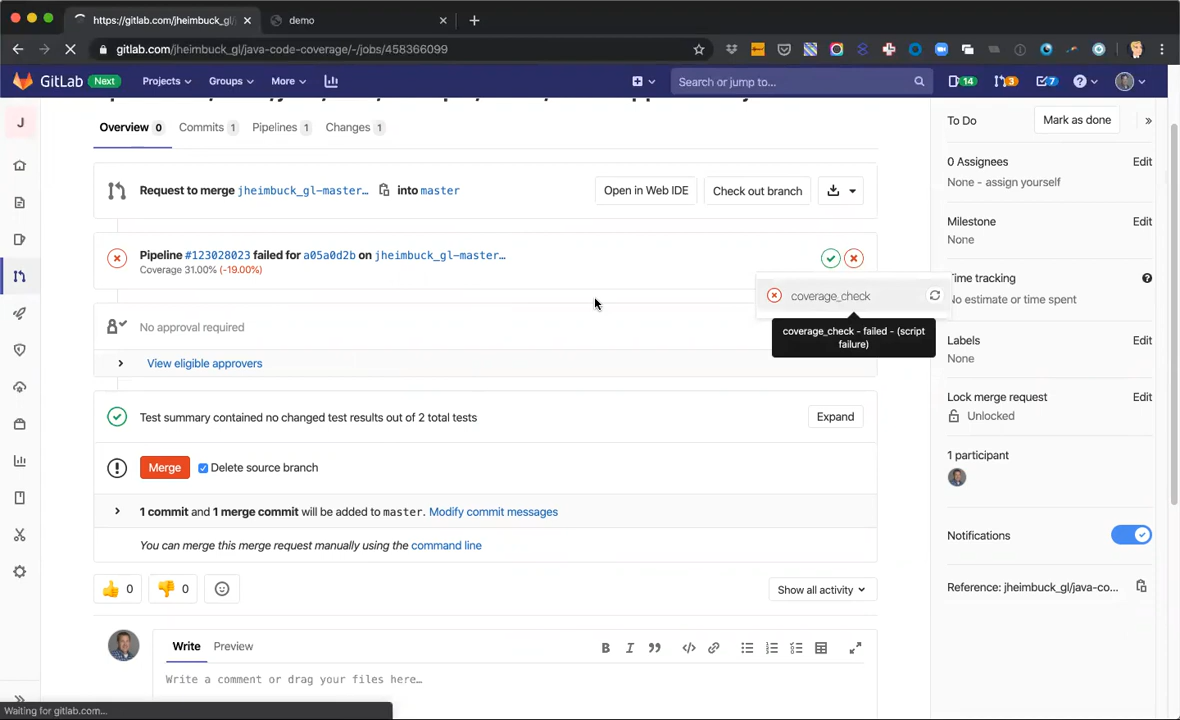 https://gitlab.com/jheimbuck_gl/
demo
gitlab.com/jheimbuck_gl/java-code-coverage/-/jobs/458366099
GitLab Next Projects Groups More Search or jump to... 14 3 7
J
Overview 0 Commits 1 Pipelines 1 Changes 1
To Do Mark as done
0 Assignees Edit
None - assign yourself
Request to merge jheimbuck_gl-master… into master Open in Web IDE Check out branch
Milestone Edit
None
Pipeline #123028023 failed for a05a0d2b on jheimbuck_gl-master…
Coverage 31.00% (-19.00%)
Time tracking
No estimate or time spent
coverage_check
coverage_check - failed - (script
failure)
No approval required
View eligible approvers
Labels Edit
None
Lock merge request Edit
Unlocked
Test summary contained no changed test results out of 2 total tests Expand
Merge Delete source branch
1 participant
1 commit and 1 merge commit will be added to master. Modify commit messages
You can merge this merge request manually using the command line
Notifications
0 0 Show all activity
Reference: jheimbuck_gl/java-co...
Write Preview
Write a comment or drag your files here…
Waiting for gitlab.com...